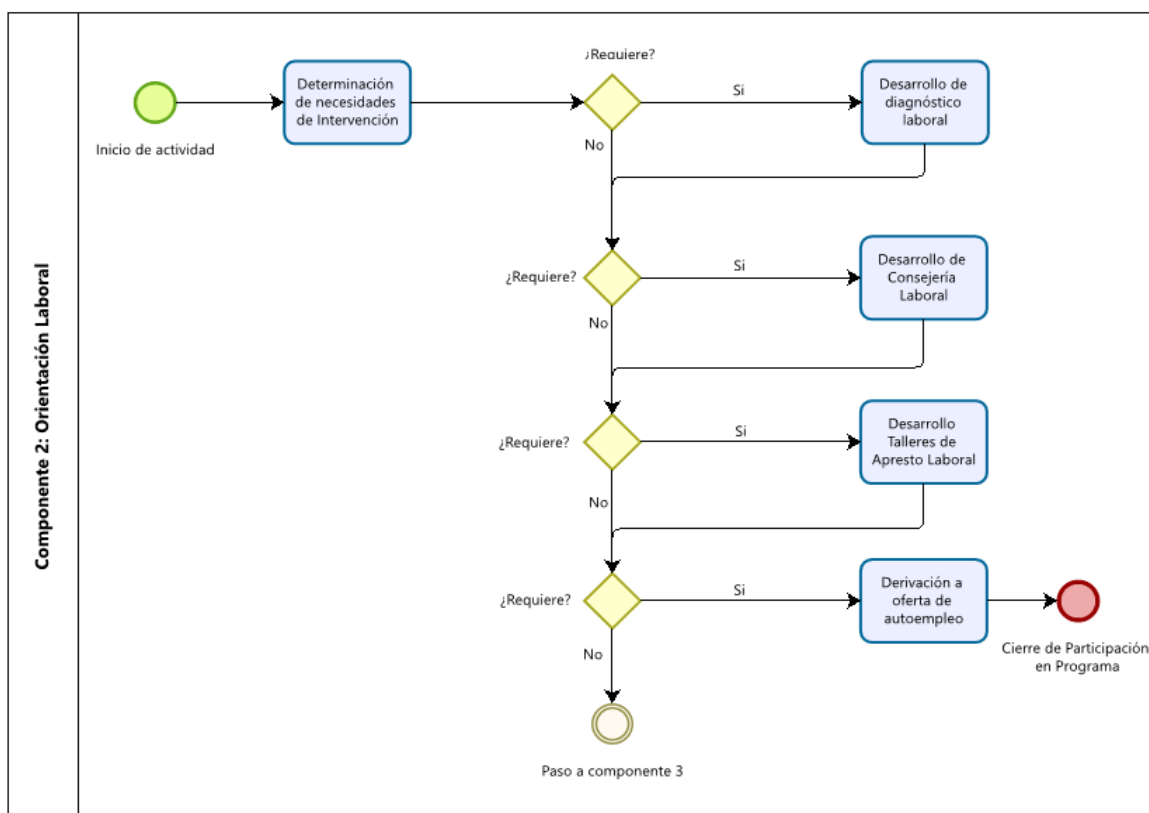 Componente 2: Orientación Laboral
Inicio de actividad
Determinación
de necesidades
de Intervención
¿Requiere?
Si
No
Desarrollo de
diagnóstico
laboral
¿Requiere?
Si
No
Desarrollo de
Consejería
Laboral
¿Requiere?
Si
No
Desarrollo
Talleres de
Apresto Laboral
¿Requiere?
Si
No
Derivación a
oferta de
autoempleo
Cierre de Participación
en Programa
Paso a componente 3